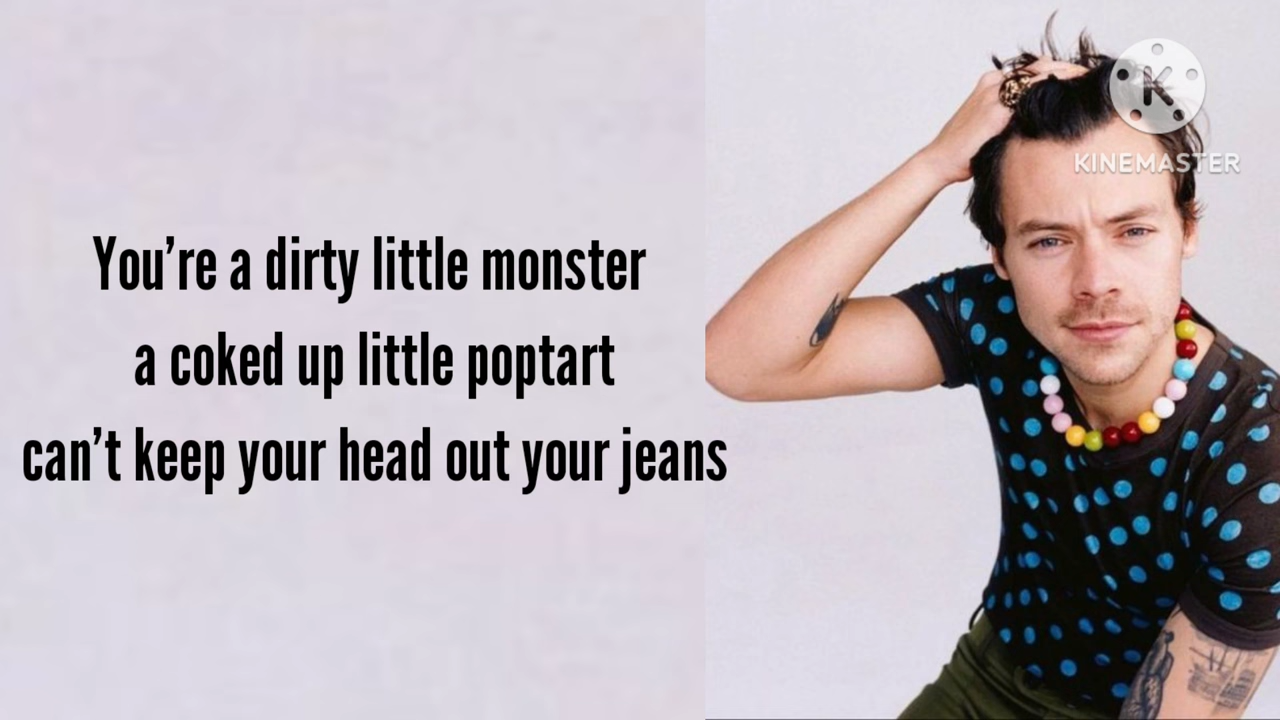 You’re a dirty little monster
a coked up little poptart
can’t keep your head out your jeans
K
KINEMASTER